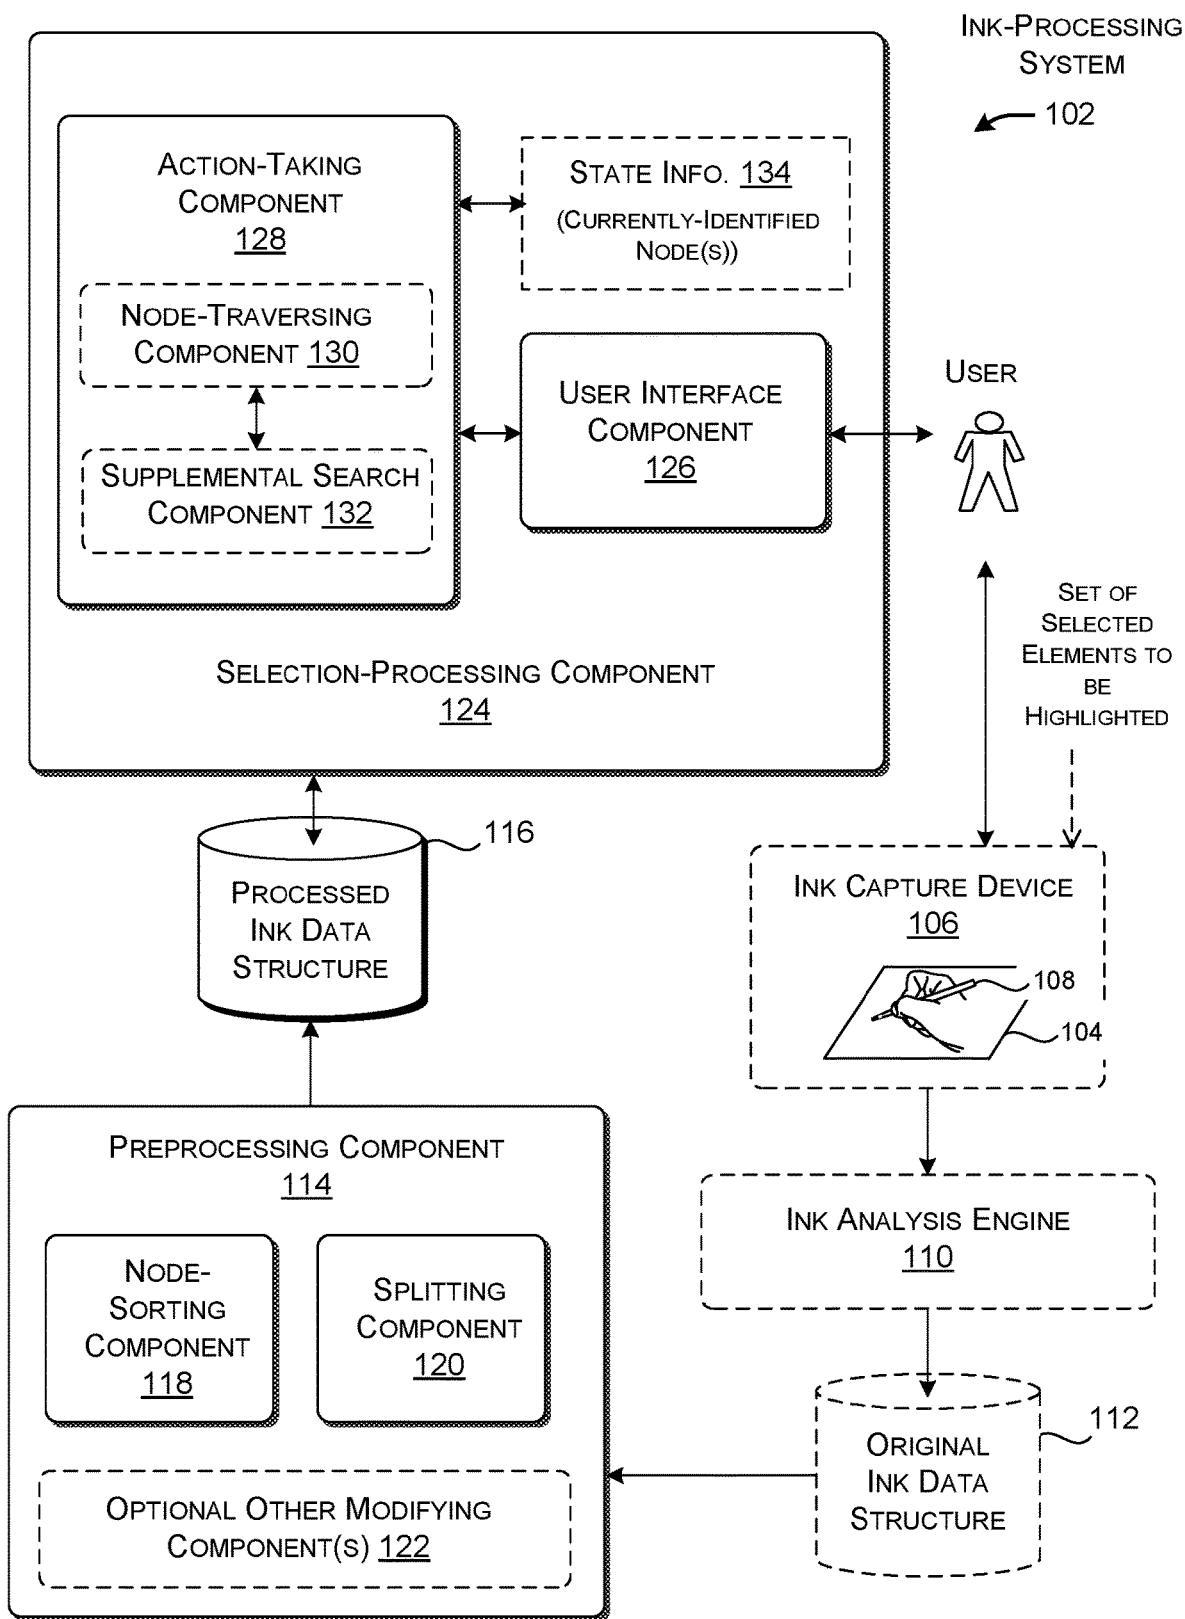 INK-PROCESSING
SYSTEM
102
ACTION-TAKING
COMPONENT
128
NODE-TRAVERSING
COMPONENT 130
SUPPLEMENTAL SEARCH
COMPONENT 132
STATE INFO. 134
(CURRENTLY-IDENTIFIED
NODE(S))
USER INTERFACE
COMPONENT
126
USER
SELECTION-PROCESSING COMPONENT
124
SET OF
SELECTED
ELEMENTS TO
BE
HIGHLIGHTED
116
PROCESSED
INK DATA
STRUCTURE
INK CAPTURE DEVICE
106
108
104
PREPROCESSING COMPONENT
114
NODE-
SORTING
COMPONENT
118
SPLITTING
COMPONENT
120
OPTIONAL OTHER MODIFYING
COMPONENT(S) 122
INK ANALYSIS ENGINE
110
112
ORIGINAL
INK DATA
STRUCTURE